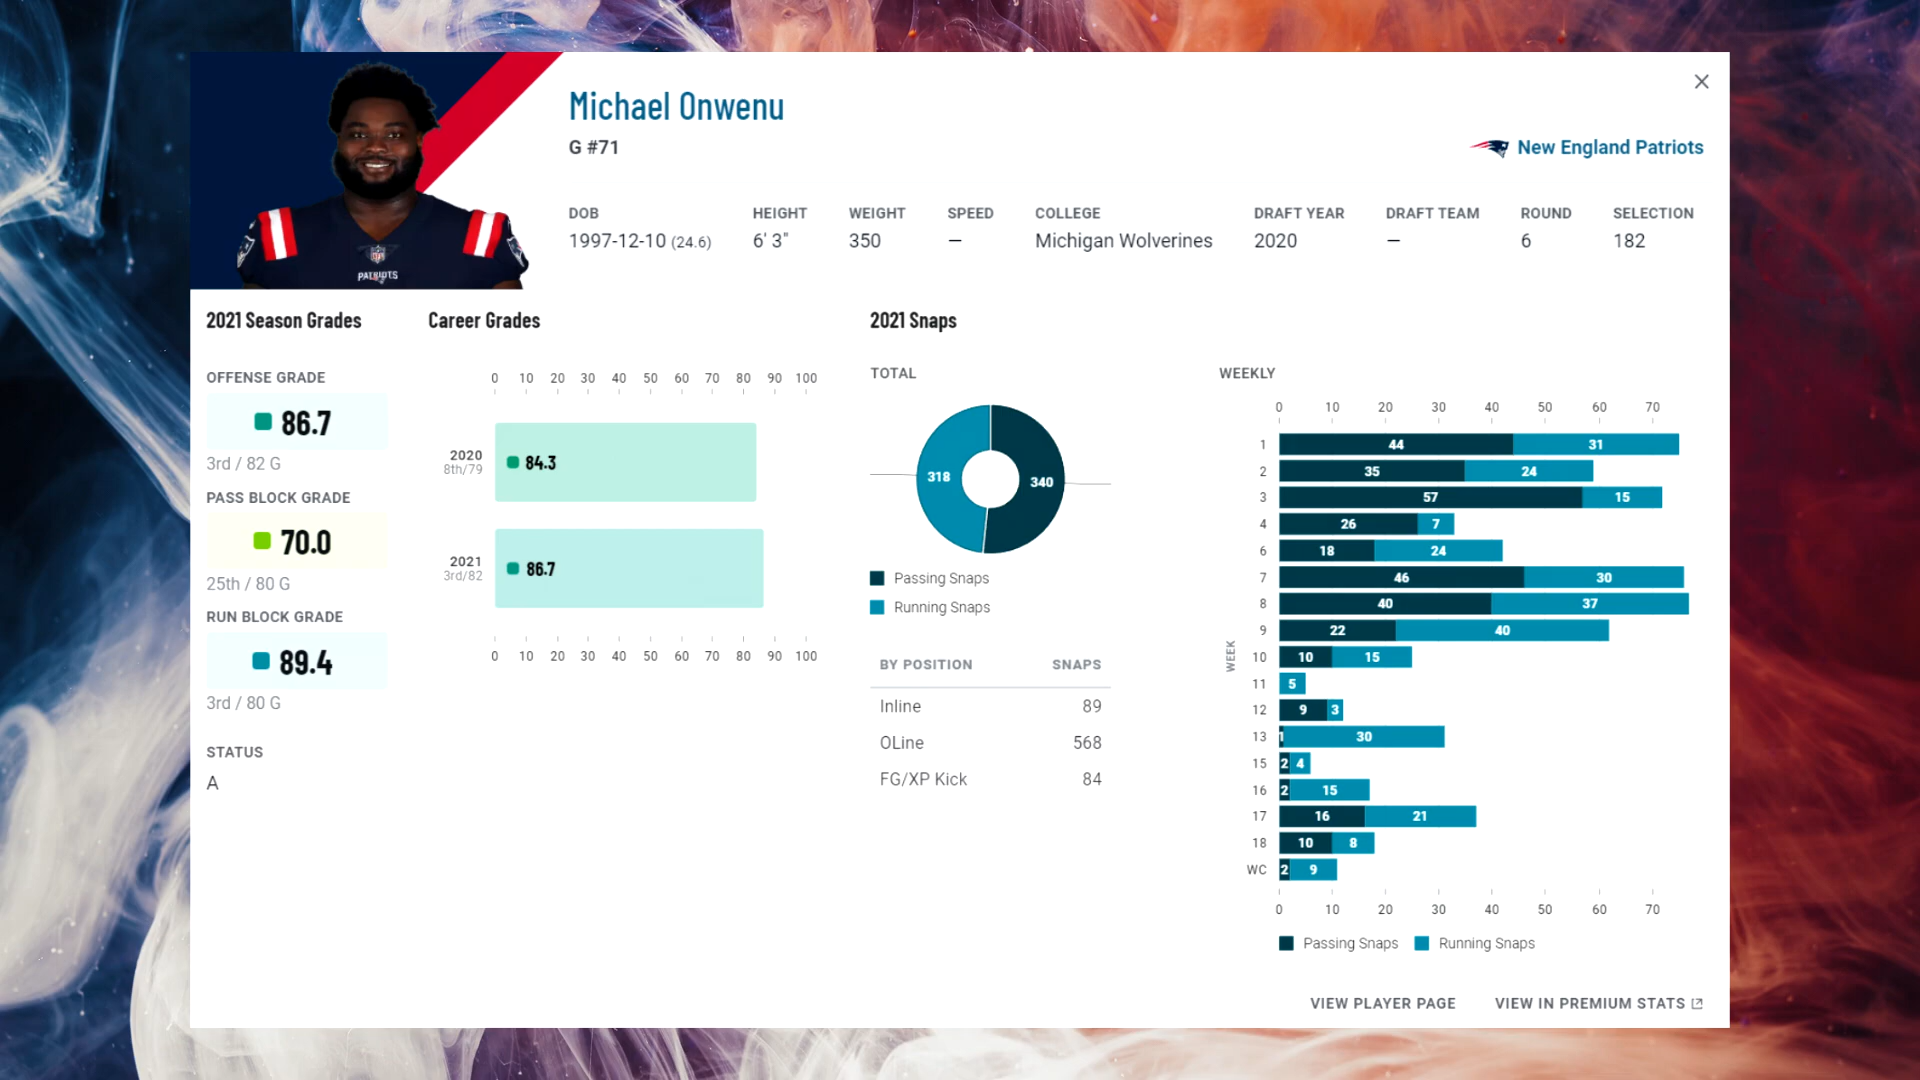 Michael Onwenu
G #71
New England Patriots
DOB HEIGHT WEIGHT SPEED COLLEGE DRAFT YEAR DRAFT TEAM ROUND SELECTION
1997-12-10 (24.6) 6' 3" 350 — Michigan Wolverines 2020 — 6 182
PATRIOTS
2021 Season Grades
OFFENSE GRADE
86.7
3rd / 82 G
PASS BLOCK GRADE
70.0
25th / 80 G
RUN BLOCK GRADE
89.4
3rd / 80 G
STATUS
A
Career Grades
0 10 20 30 40 50 60 70 80 90 100
2020 84.3
8th/79
2021 86.7
3rd/82
0 10 20 30 40 50 60 70 80 90 100
2021 Snaps
TOTAL
318 340
Passing Snaps
Running Snaps
BY POSITION SNAPS
Inline 89
OLine 568
FG/XP Kick 84
WEEKLY
0 10 20 30 40 50 60 70
WEEK
1 44 31
2 35 24
3 57 15
4 26 7
6 18 24
7 46 30
8 40 37
9 22 40
10 10 15
11 5
12 9 3
13 1 30
15 2 4
16 2 15
17 16 21
18 10 8
WC 2 9
0 10 20 30 40 50 60 70
Passing Snaps Running Snaps
VIEW PLAYER PAGE VIEW IN PREMIUM STATS